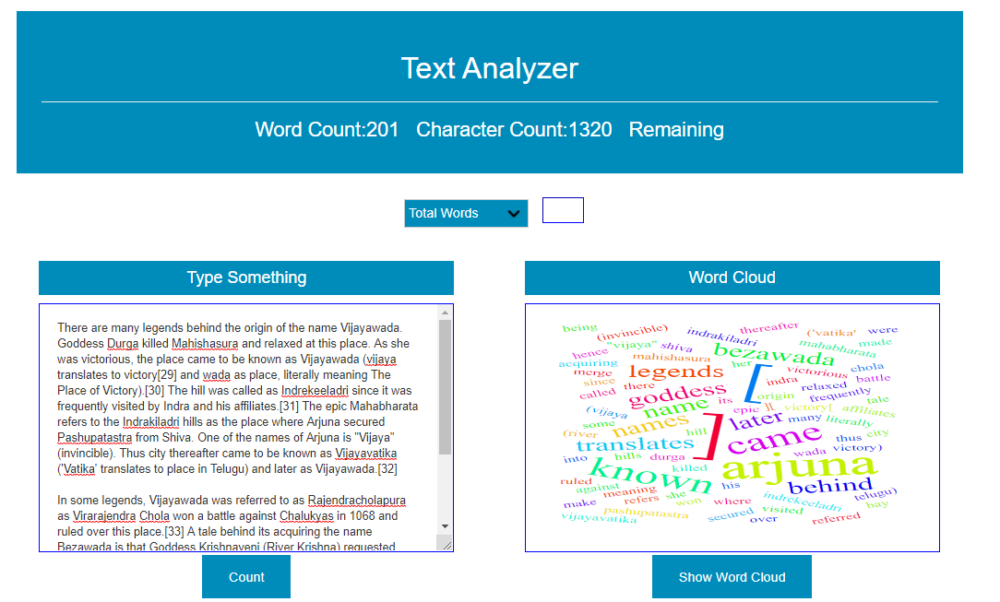 Text Analyzer
Word Count:201 Character Count:1320 Remaining
Total Words
Type Something
There are many legends behind the origin of the name Vijayawada.
Goddess Durga killed Mahishasura and relaxed at this place. As she
was victorious, the place came to be known as Vijayawada (vijaya
translates to victory[29] and wada as place, literally meaning The
Place of Victory).[30] The hill was called as Indrekeeladri since it was
frequently visited by Indra and his affiliates.[31] The epic Mahabharata
refers to the Indrakiladri hills as the place where Arjuna secured
Pashupatastra from Shiva. One of the names of Arjuna is "Vijaya"
(invincible). Thus city thereafter came to be known as Vijayavatika
('Vatika' translates to place in Telugu) and later as Vijayawada.[32]
In some legends, Vijayawada was referred to as Rajendracholapura
as Virarajendra Chola won a battle against Chalukyas in 1068 and
ruled over this place.[33] A tale behind its acquiring the name
Bezawada is that Goddess Krishnaveni (River Krishna) requested
Count
Word Cloud
being
(invincible)
indrakiladri
thereafter
('vatika'
were
hence
"vijaya"
shiva
mahabharata
made
acquiring
mahishasura
bezawada
merge
legends
her
[
victorious
chola
since
there
indra
relaxed
battle
called
goddess
origin
frequently
(vijaya
name
its
epic
][
victory[
affiliates
tale
some
names
]
later
many
literally
(river
hill
came
thus
city
translates
into
hills
durga
arjuna
wada
victory)
known
killed
ruled
against
his
behind
telugu)
meaning
make
refers
she
won
where
indrekeeladri
bay
pashupatastra
secured
visited
vijayavatika
over
referred
Show Word Cloud